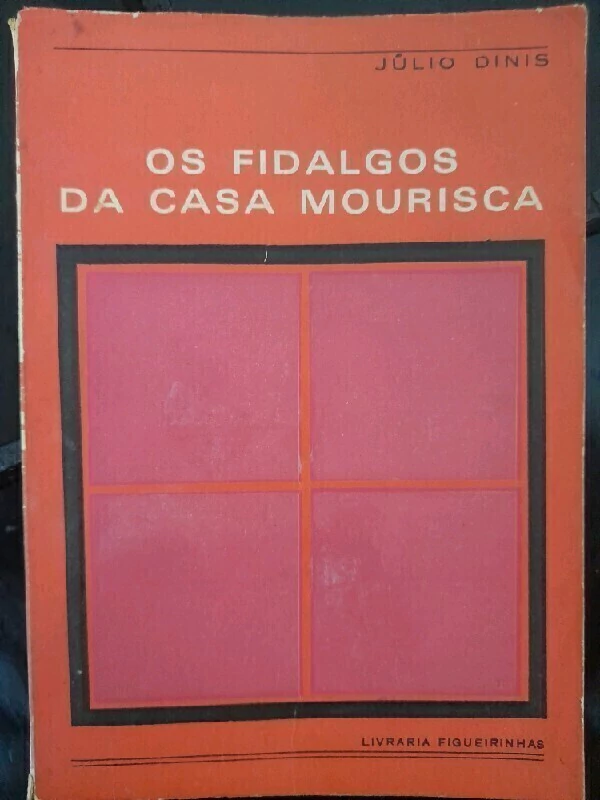 JÚLIO DINIS
OS FIDALGOS
DA CASA MOURISCA
LIVRARIA FIGUEIRINHAS